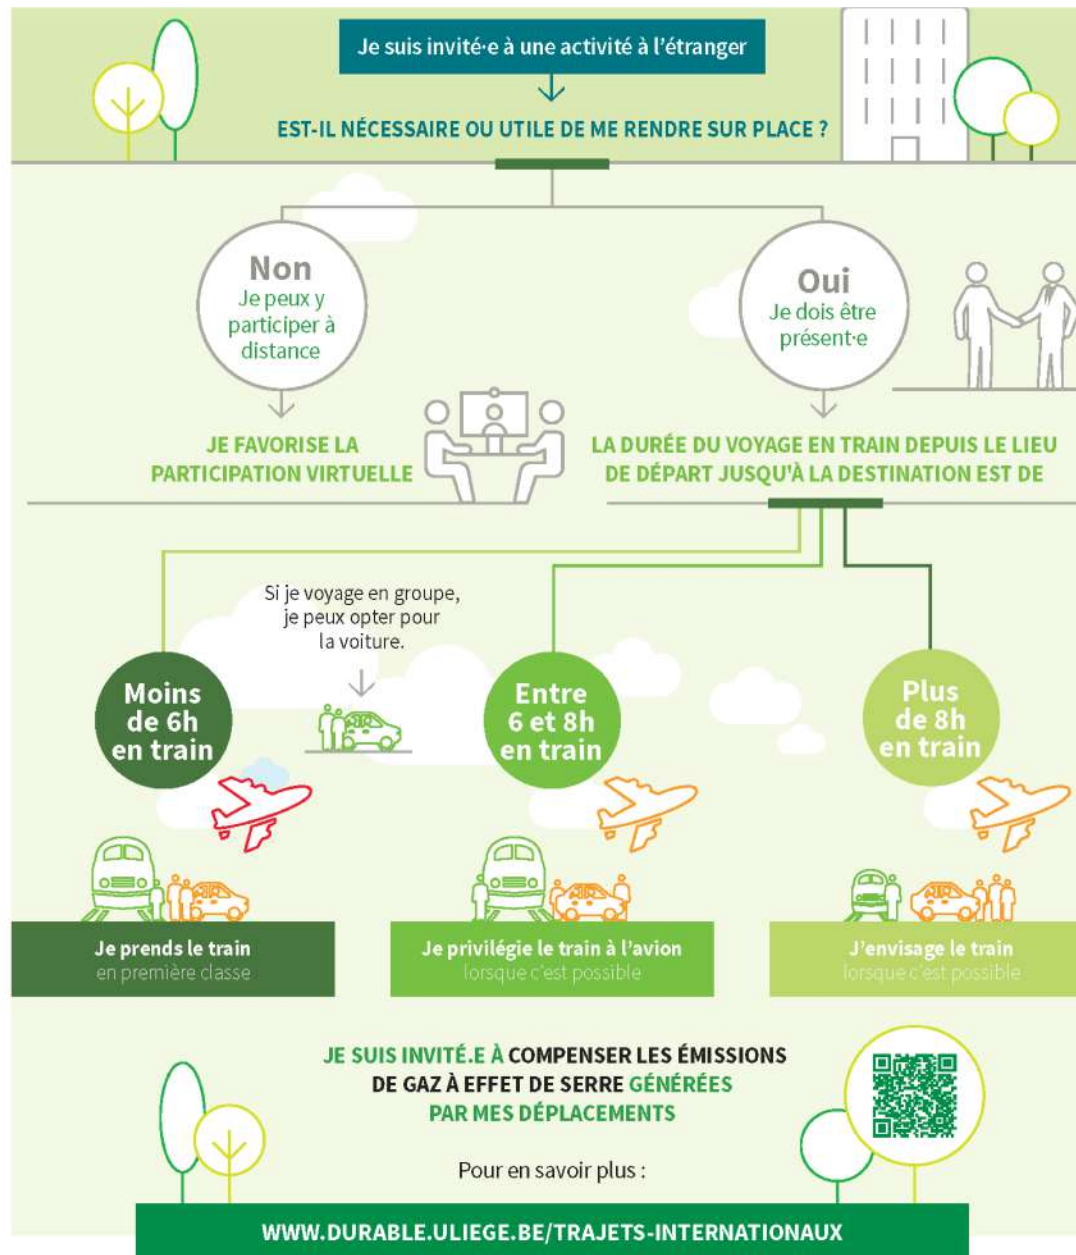 Je suis invité·e à une activité à l'étranger
EST-IL NÉCESSAIRE OU UTILE DE ME RENDRE SUR PLACE ?
Non
Je peux y
participer à
distance
Oui
Je dois être
présent·e
JE FAVORISE LA
PARTICIPATION VIRTUELLE
LA DURÉE DU VOYAGE EN TRAIN DEPUIS LE LIEU
DE DÉPART JUSQU'À LA DESTINATION EST DE
Si je voyage en groupe,
je peux opter pour
la voiture.
Moins
de 6h
en train
Entre
6 et 8h
en train
Plus
de 8h
en train
Je prends le train
en première classe
Je privilégie le train à l'avion
lorsque c'est possible
J'envisage le train
lorsque c'est possible
JE SUIS INVITÉ.E À COMPENSER LES ÉMISSIONS
DE GAZ À EFFET DE SERRE GÉNÉRÉES
PAR MES DÉPLACEMENTS
Pour en savoir plus :
WWW.DURABLE.ULIEGE.BE/TRAJETS-INTERNATIONAUX